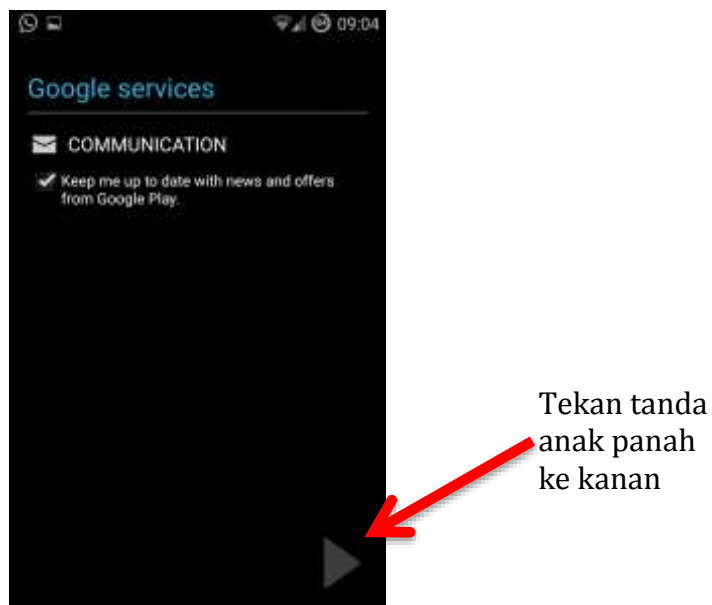 09:04
Google services
COMMUNICATION
Keep me up to date with news and offers
from Google Play.
Tekan tanda
anak panah
ke kanan